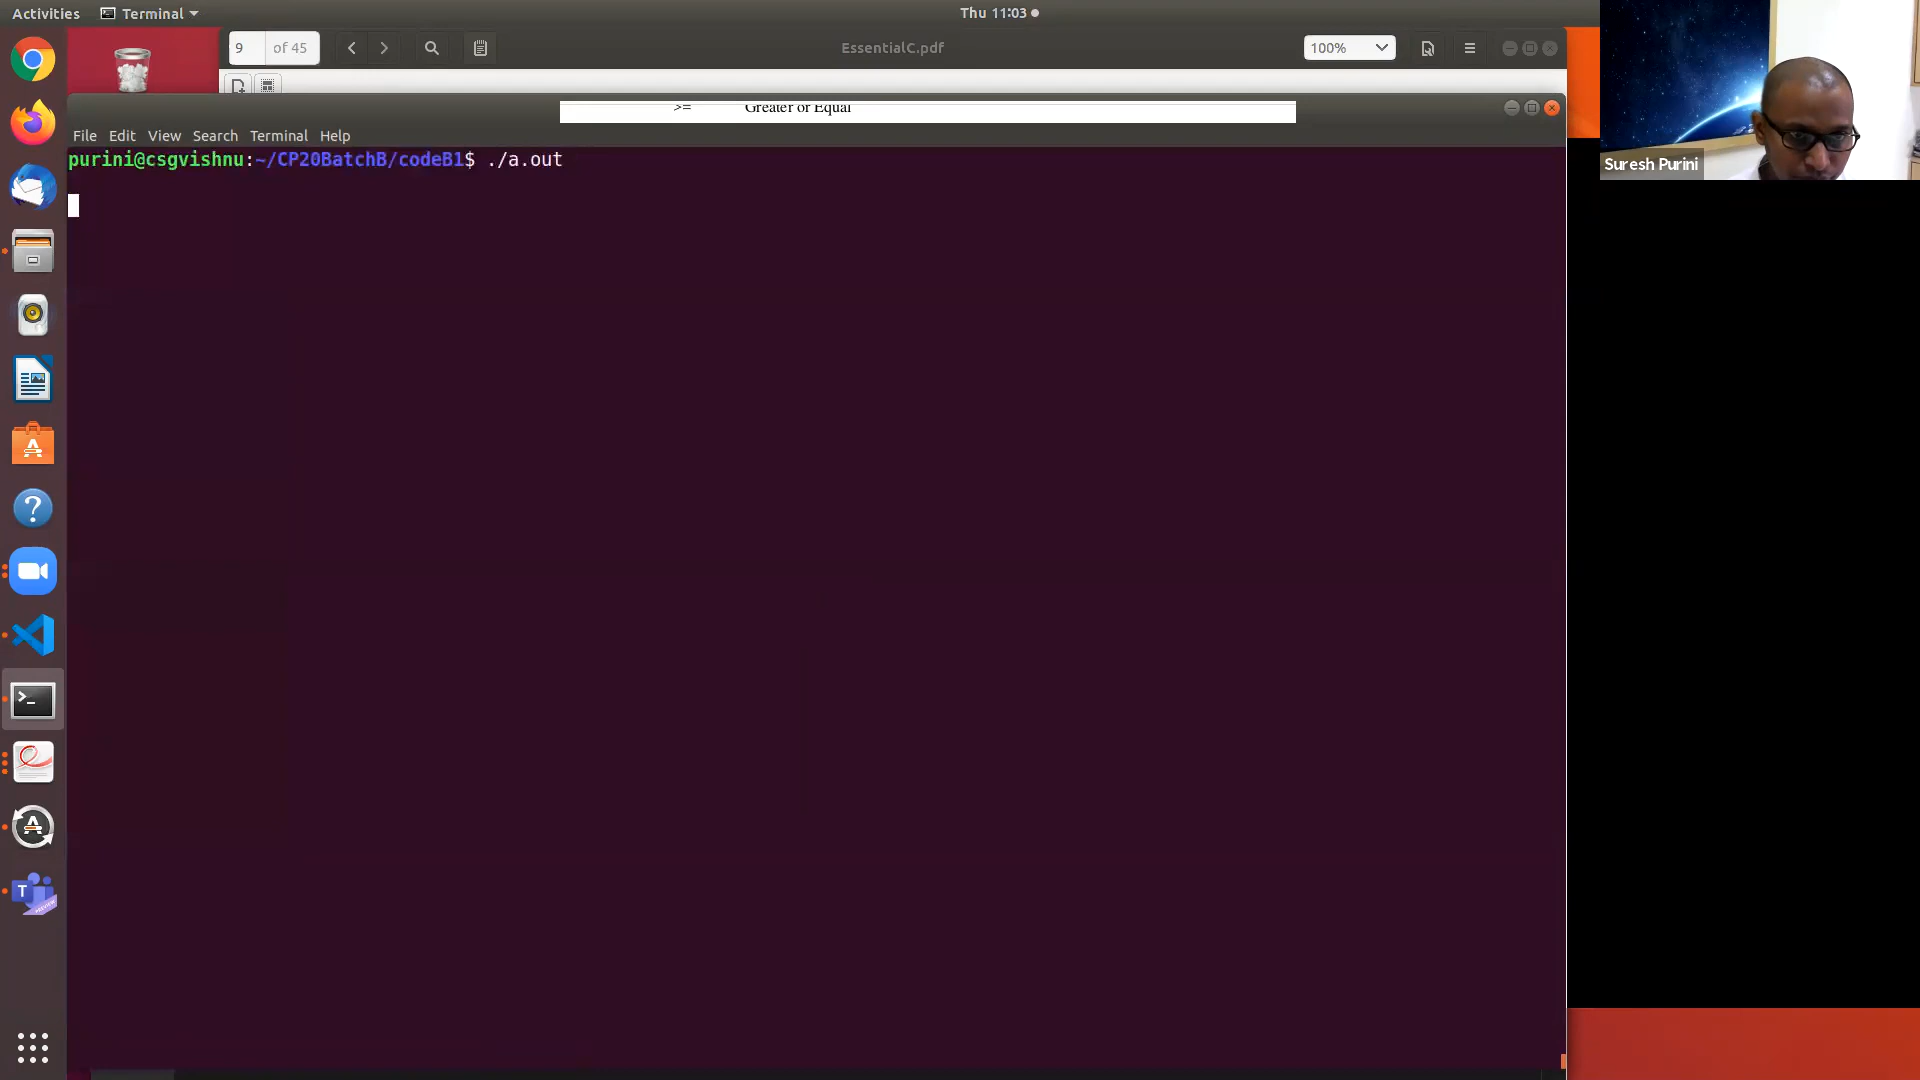 Activities Terminal Thu 11:03
9 of 45 EssentialC.pdf 100%
>= Greater or Equal
File Edit View Search Terminal Help
purini@csgvishnu:~/CP20BatchB/codeB1$ ./a.out
Suresh Purini